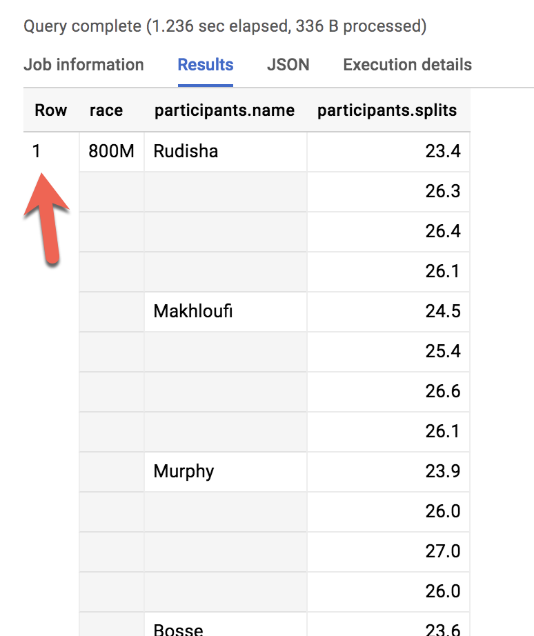 Query complete (1.236 sec elapsed, 336 B processed)
Job information Results JSON Execution details
Row race participants.name participants.splits
1 800M Rudisha 23.4
26.3
26.4
26.1
Makhloufi 24.5
25.4
26.6
26.1
Murphy 23.9
26.0
27.0
26.0
Bosse 23.6